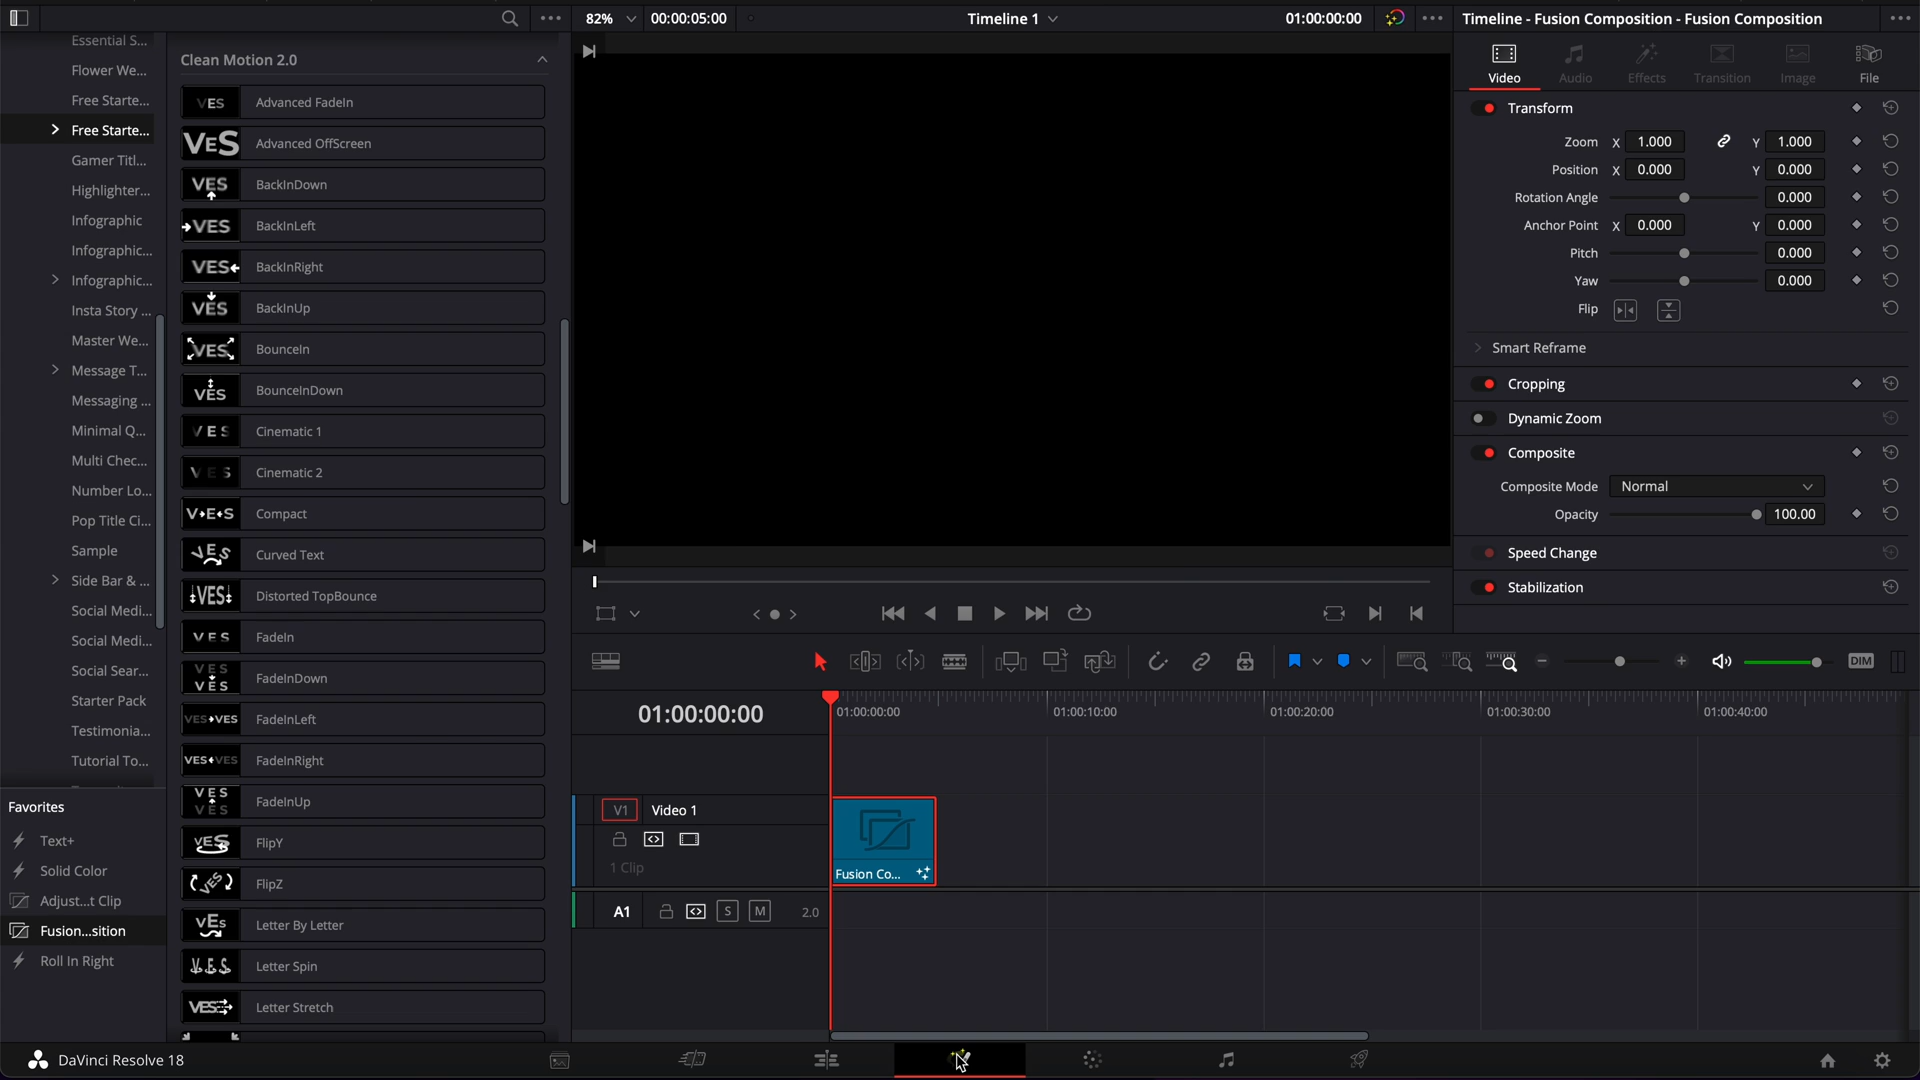 82%
00:00:05:00
Timeline 1
01:00:00:00
Timeline - Fusion Composition - Fusion Composition
Essential S...
Flower We...
Free Starte...
Free Starte...
Gamer Titl...
Highlighter...
Infographic
Infographic...
Infographic...
Insta Story ...
Master We...
Message T...
Messaging ...
Minimal Q...
Multi Chec...
Number Lo...
Pop Title Ci...
Sample
Side Bar & ...
Social Medi...
Social Medi...
Social Sear...
Starter Pack
Testimonia...
Tutorial To...
Favorites
Text+
Solid Color
Adjust...t Clip
Fusion...sition
Roll In Right
Clean Motion 2.0
VES Advanced FadeIn
VES Advanced OffScreen
VES BackInDown
VES BackInLeft
VES BackInRight
VES BackInUp
VES BounceIn
VES BounceInDown
VES Cinematic 1
VES Cinematic 2
V E S Compact
VES Curved Text
VES Distorted TopBounce
VES FadeIn
VES VES FadeInDown
VES VES FadeInLeft
VES VES FadeInRight
VES VES FadeInUp
VES FlipY
VES FlipZ
VEs Letter By Letter
V.E.S Letter Spin
VES Letter Stretch
Video
Audio
Effects
Transition
Image
File
Transform
Zoom X 1.000 Y 1.000
Position X 0.000 Y 0.000
Rotation Angle 0.000
Anchor Point X 0.000 Y 0.000
Pitch 0.000
Yaw 0.000
Flip
Smart Reframe
Cropping
Dynamic Zoom
Composite
Composite Mode Normal
Opacity 100.00
Speed Change
Stabilization
DIM
01:00:00:00
01:00:00:00
01:00:10:00
01:00:20:00
01:00:30:00
01:00:40:00
V1 Video 1
1 Clip
Fusion Co...
A1 S M 2.0
DaVinci Resolve 18